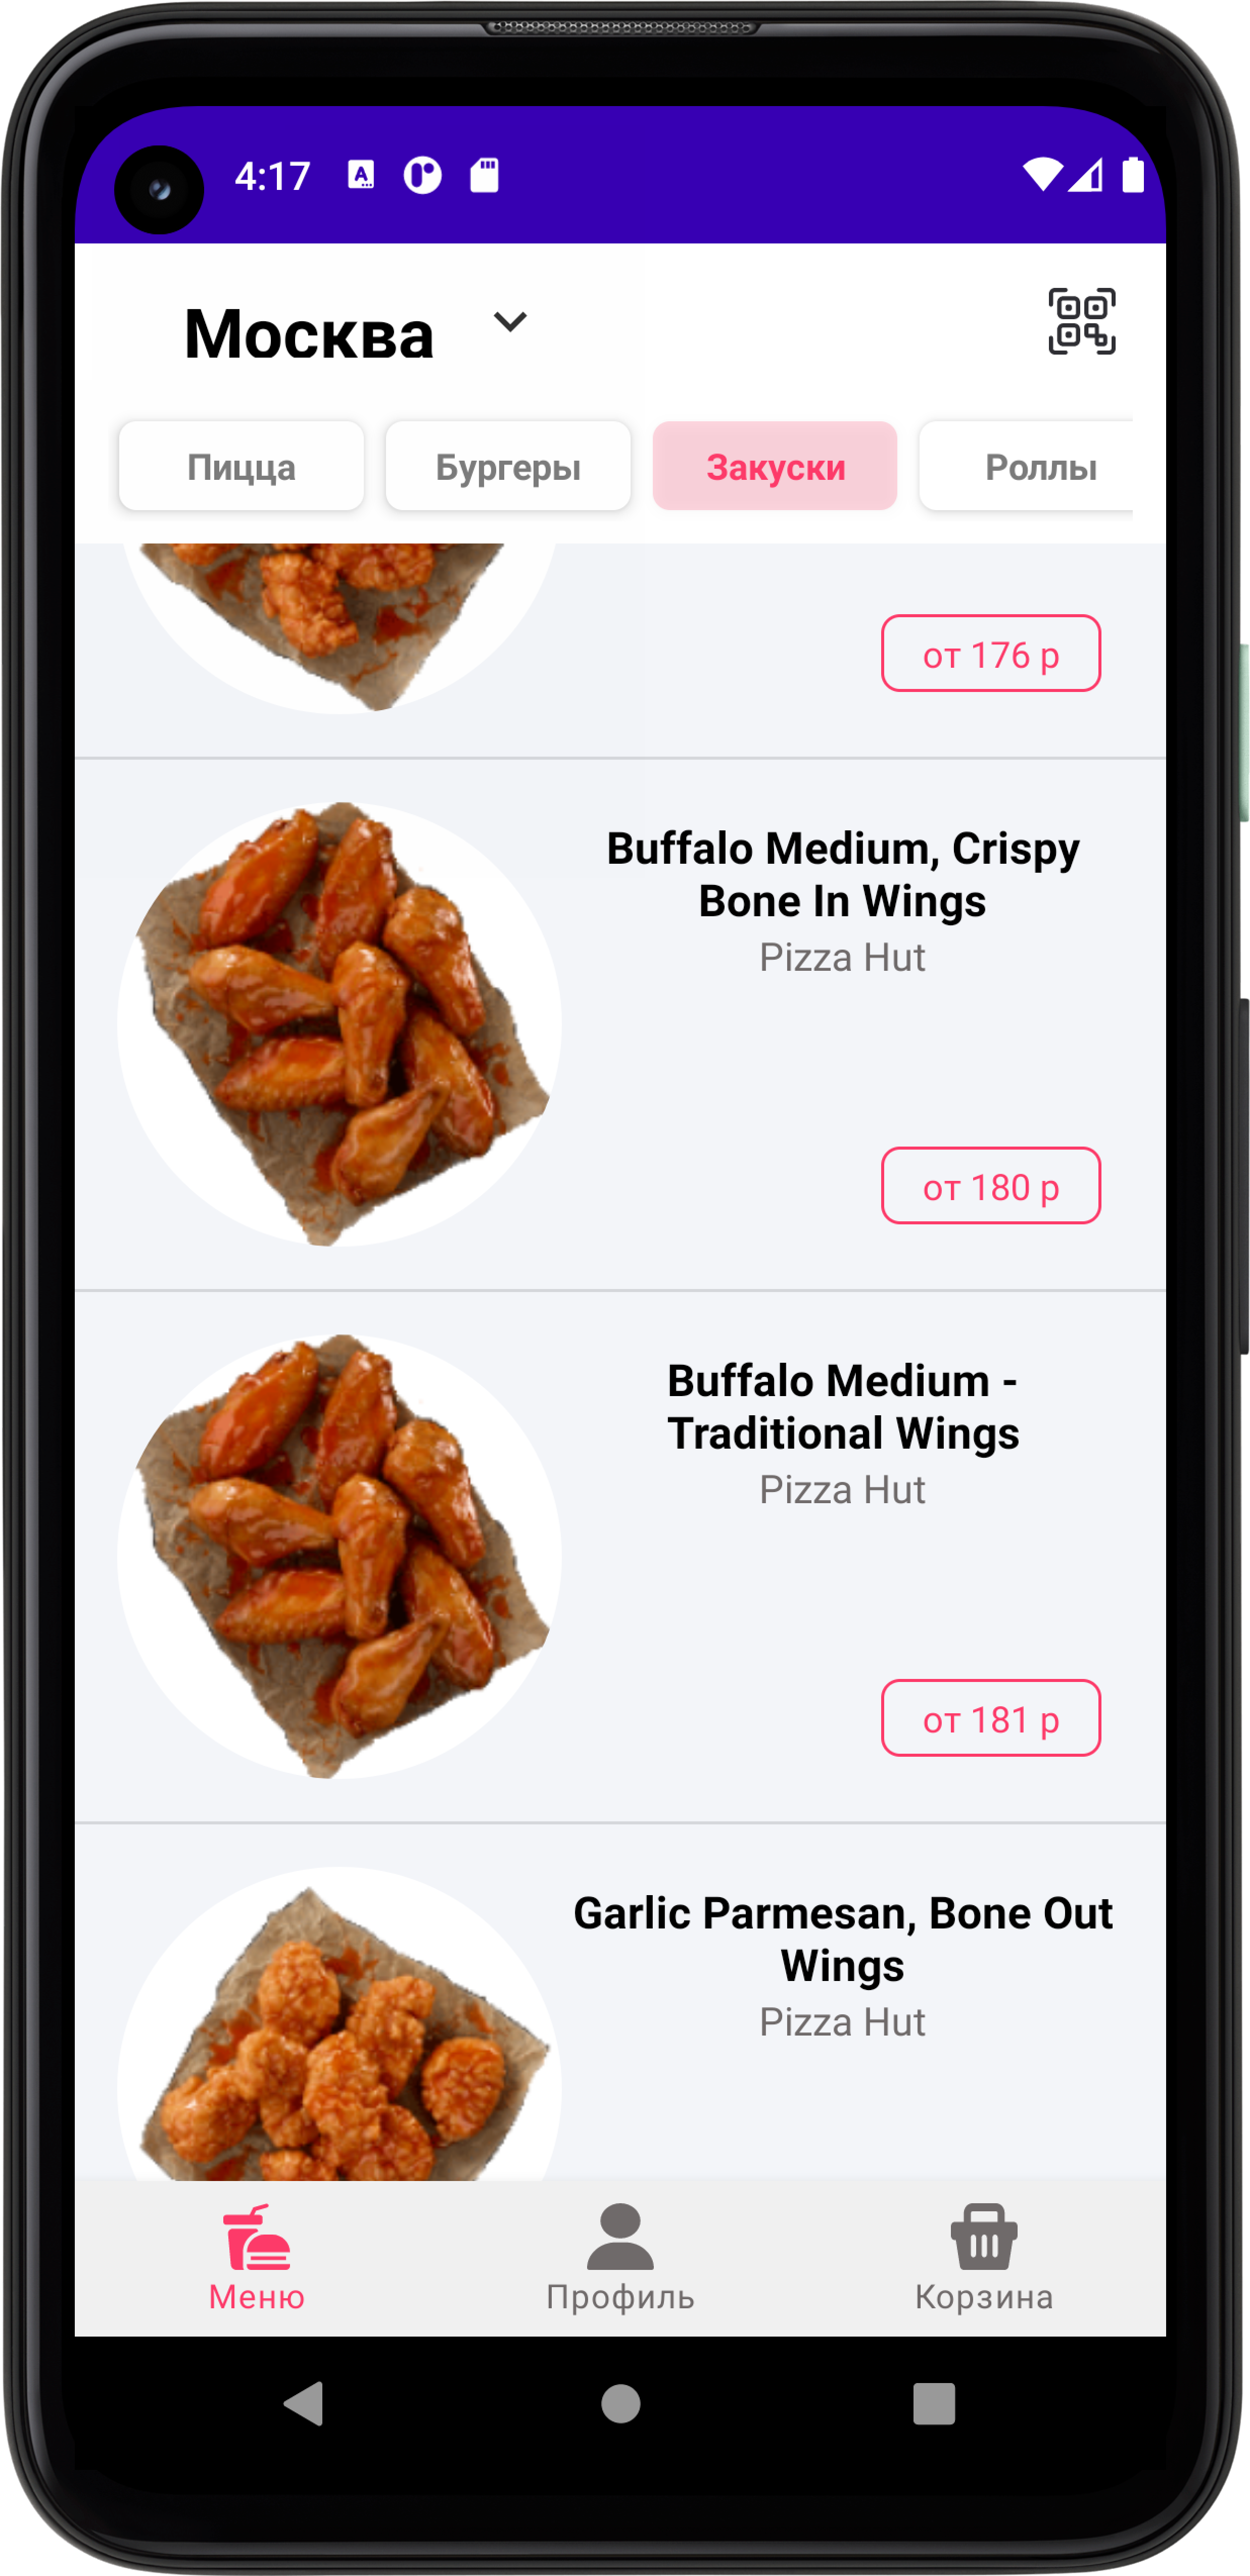 4:17
Москва
Пицца
Бургеры
Закуски
Роллы
от 176 р
Buffalo Medium, Crispy
Bone In Wings
Pizza Hut
от 180 р
Buffalo Medium -
Traditional Wings
Pizza Hut
от 181 р
Garlic Parmesan, Bone Out
Wings
Pizza Hut
Меню
Профиль
Корзина